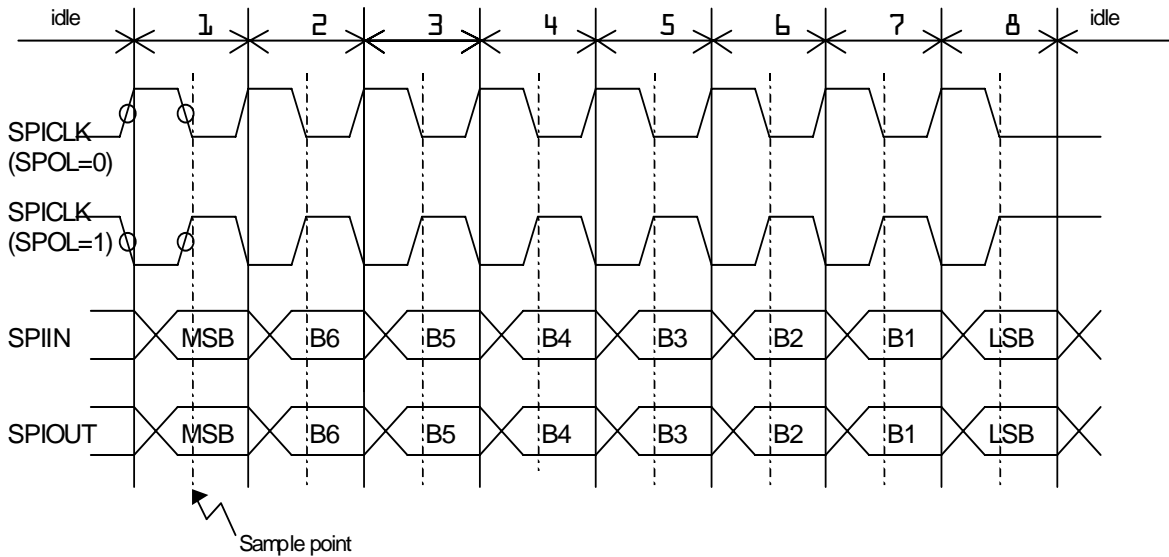 idle 1 2 3 4 5 6 7 8 idle
SPICLK
(SPOL=0)
SPICLK
(SPOL=1)
SPIIN MSB B6 B5 B4 B3 B2 B1 LSB
SPIOUT MSB B6 B5 B4 B3 B2 B1 LSB
Sample point